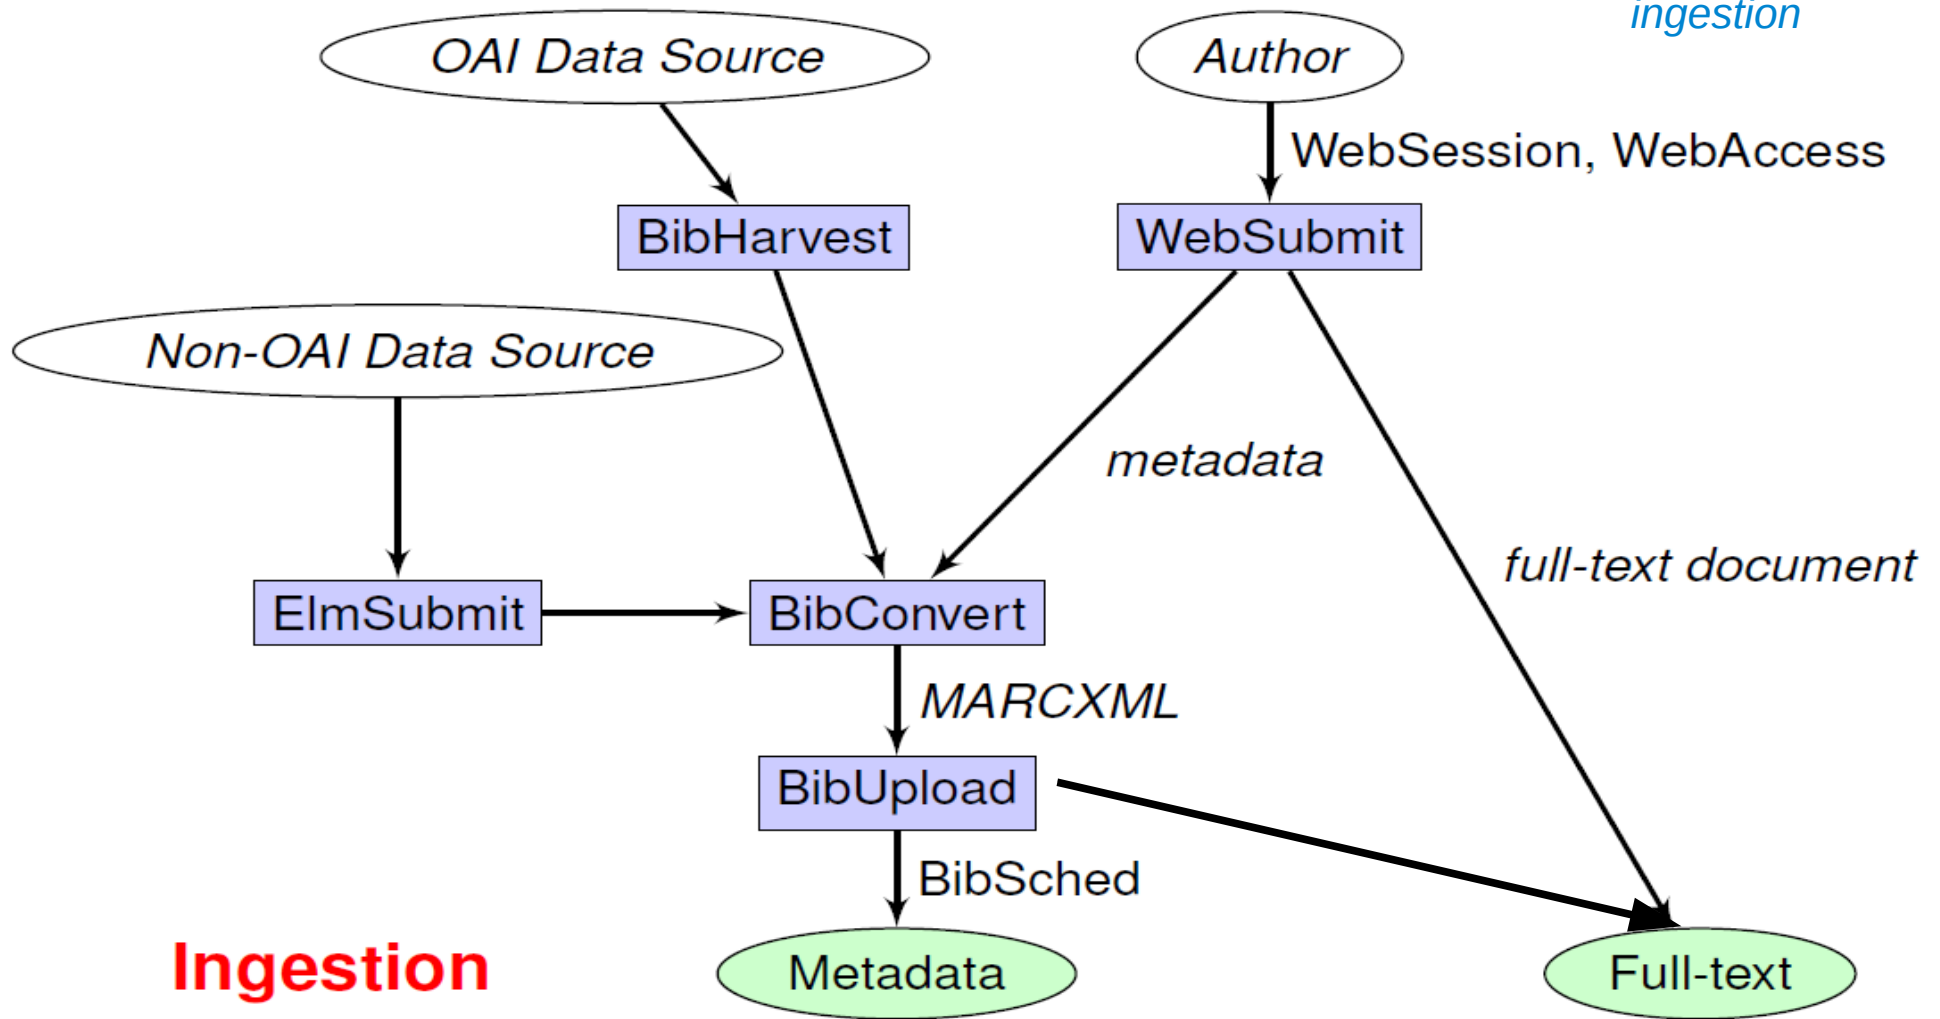 ingestion
OAI Data Source
Author
WebSession, WebAccess
BibHarvest
WebSubmit
Non-OAI Data Source
metadata
full-text document
ElmSubmit
BibConvert
MARCXML
BibUpload
BibSched
Ingestion
Metadata
Full-text